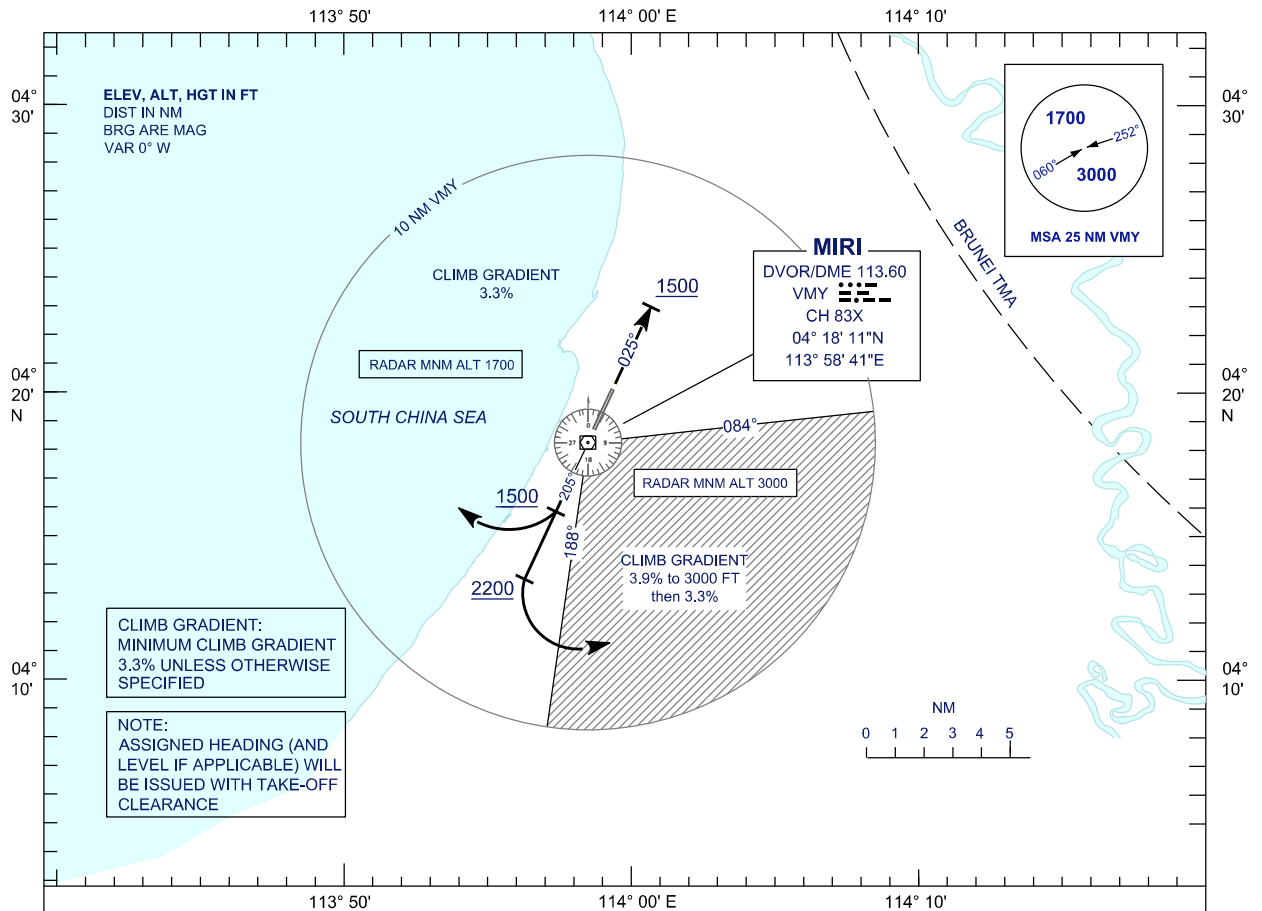 113° 50'
114° 00' E
114° 10'
04°
30'
04°
30'
ELEV, ALT, HGT IN FT
DIST IN NM
BRG ARE MAG
VAR 0° W
1700
252°
060°
3000
MSA 25 NM VMY
10 NM VMY
BRUNEI TMA
MIRI
DVOR/DME 113.60
VMY
CH 83X
04° 18' 11"N
113° 58' 41"E
CLIMB GRADIENT
3.3%
1500
025°
RADAR MNM ALT 1700
04°
20'
N
04°
20'
N
SOUTH CHINA SEA
0
9
18
27
084°
RADAR MNM ALT 3000
205°
1500
188°
CLIMB GRADIENT
3.9% to 3000 FT
then 3.3%
2200
CLIMB GRADIENT:
MINIMUM CLIMB GRADIENT
3.3% UNLESS OTHERWISE
SPECIFIED
04°
10'
04°
10'
NOTE:
ASSIGNED HEADING (AND
LEVEL IF APPLICABLE) WILL
BE ISSUED WITH TAKE-OFF
CLEARANCE
NM
0 1 2 3 4 5
113° 50'
114° 00' E
114° 10'